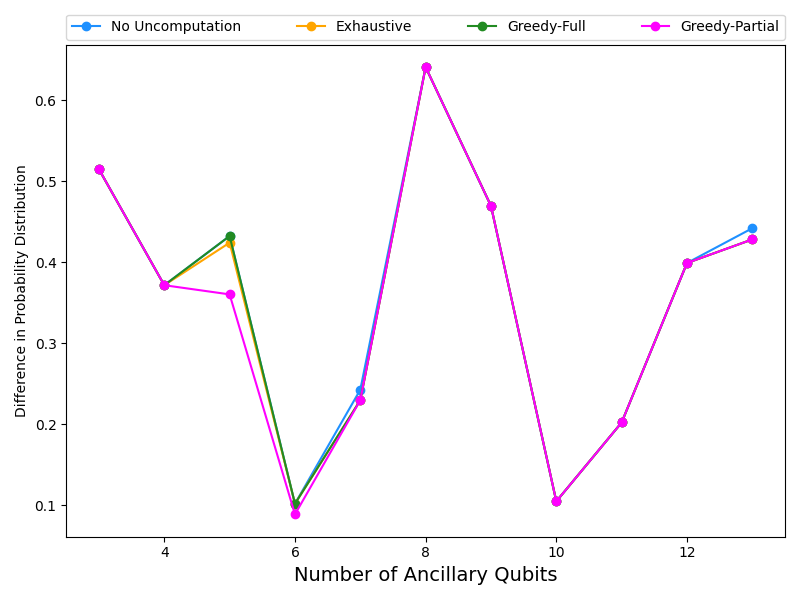 No Uncomputation Exhaustive Greedy-Full Greedy-Partial
0.6
0.5
0.4
0.3
0.2
0.1
Difference in Probability Distribution
4 6 8 10 12
Number of Ancillary Qubits